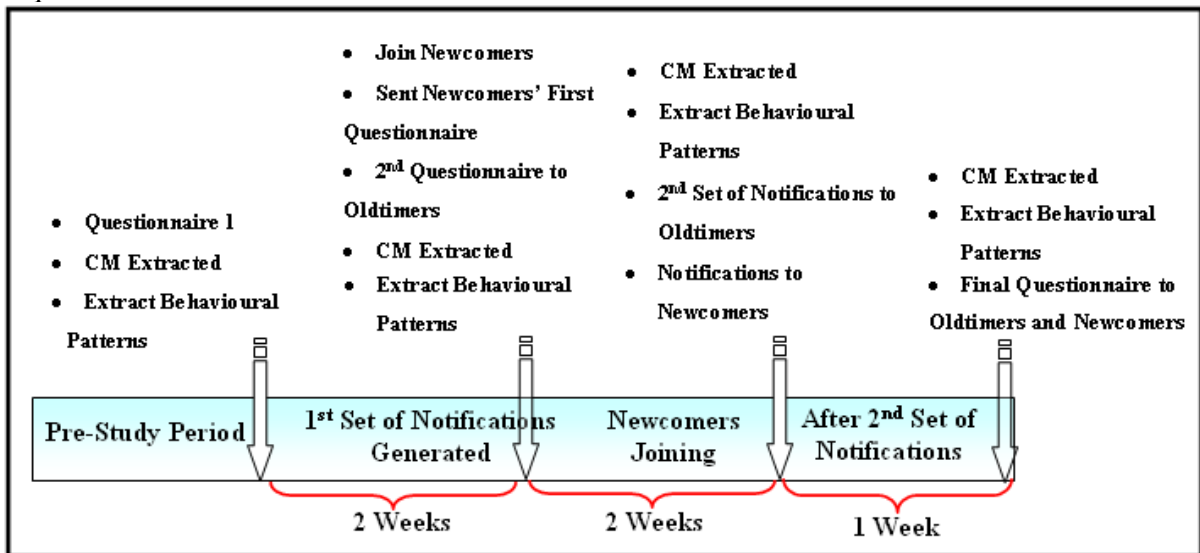 • Questionnaire 1
• CM Extracted
• Extract Behavioural
Patterns
• Join Newcomers
• Sent Newcomers' First
Questionnaire
• 2nd Questionnaire to
Oldtimers
• CM Extracted
• Extract Behavioural
Patterns
• CM Extracted
• Extract Behavioural
Patterns
• 2nd Set of Notifications to
Oldtimers
• Notifications to
Newcomers
• CM Extracted
• Extract Behavioural
Patterns
• Final Questionnaire to
Oldtimers and Newcomers
Pre-Study Period
1st Set of Notifications
Generated
Newcomers
Joining
After 2nd Set of
Notifications
2 Weeks
2 Weeks
1 Week